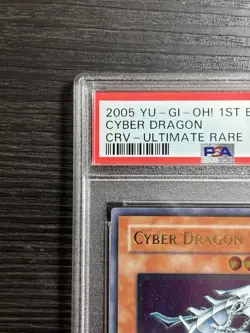 2005 YU-GI-OH! 1ST E
CYBER DRAGON
CRV-ULTIMATE RARE
PSA
CYBER DRAGON